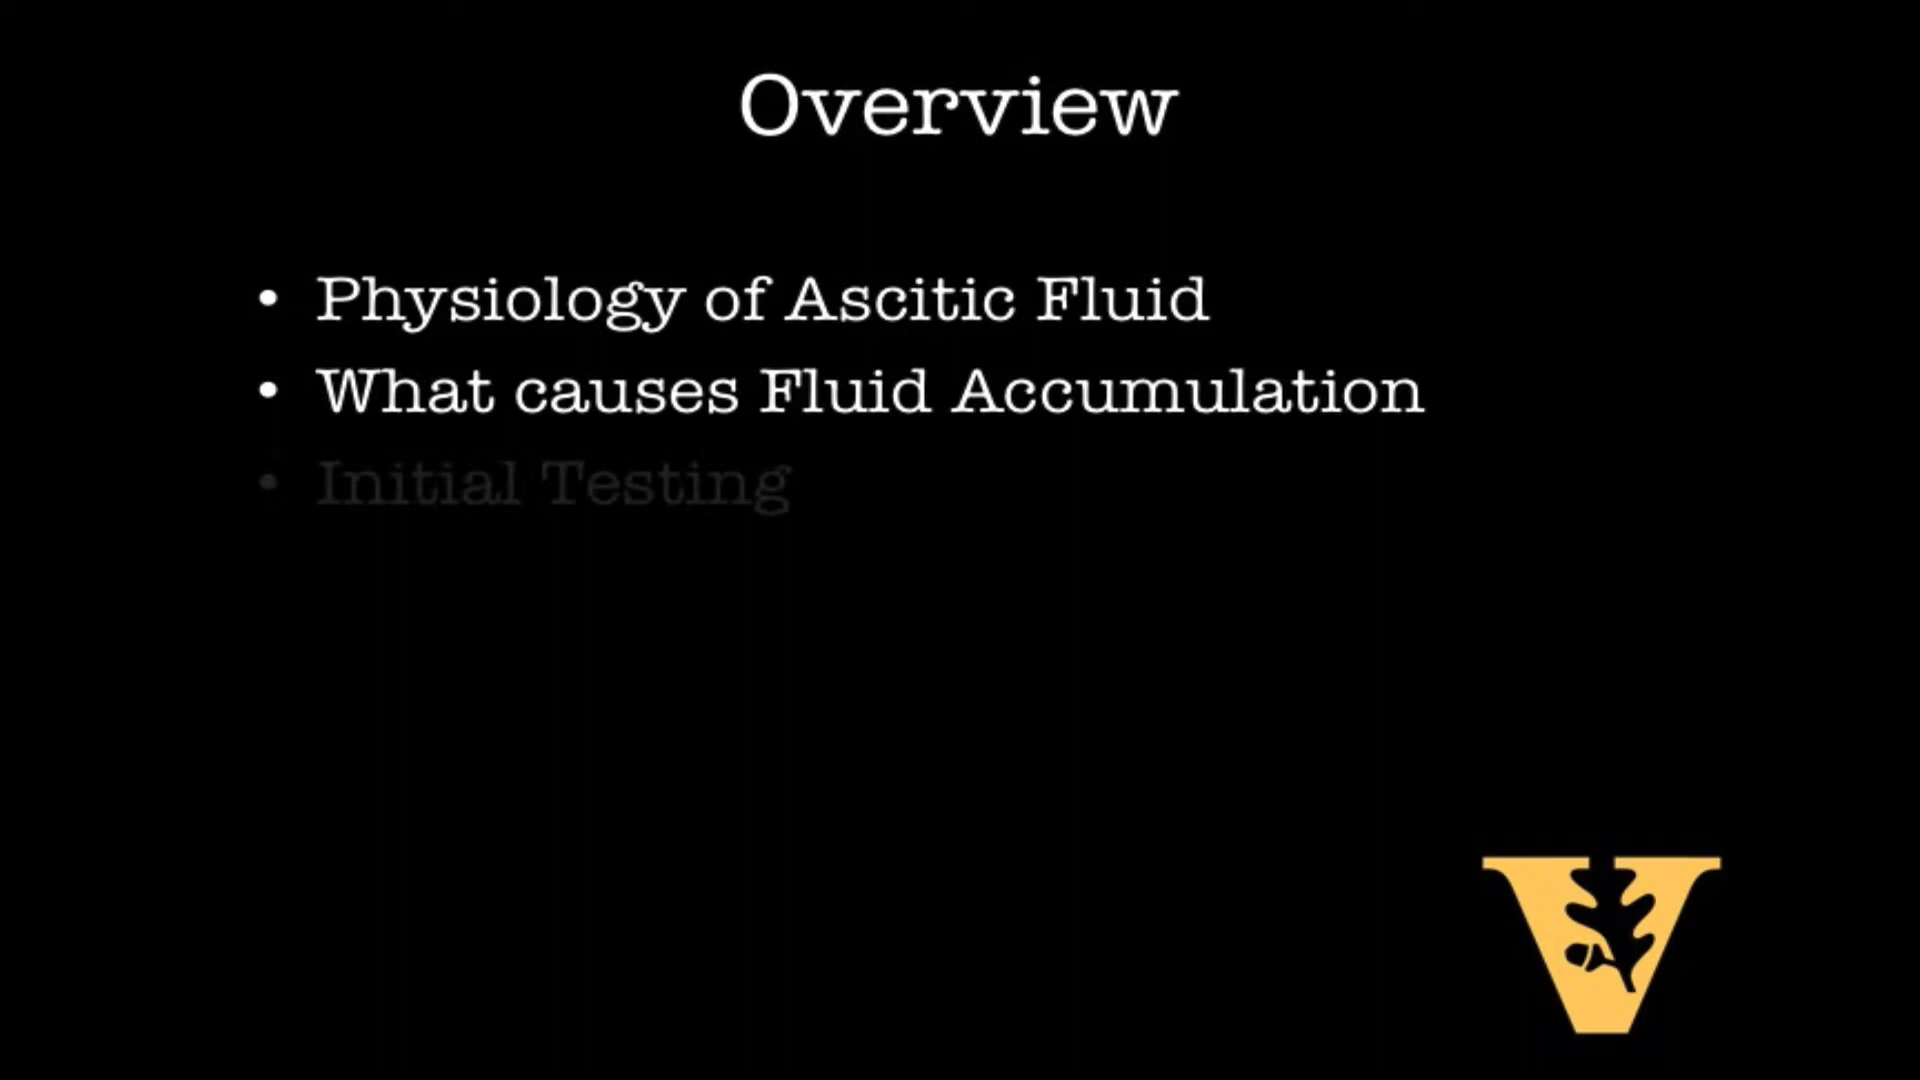 Overview
• Physiology of Ascitic Fluid
• What causes Fluid Accumulation
• Initial Testing
V